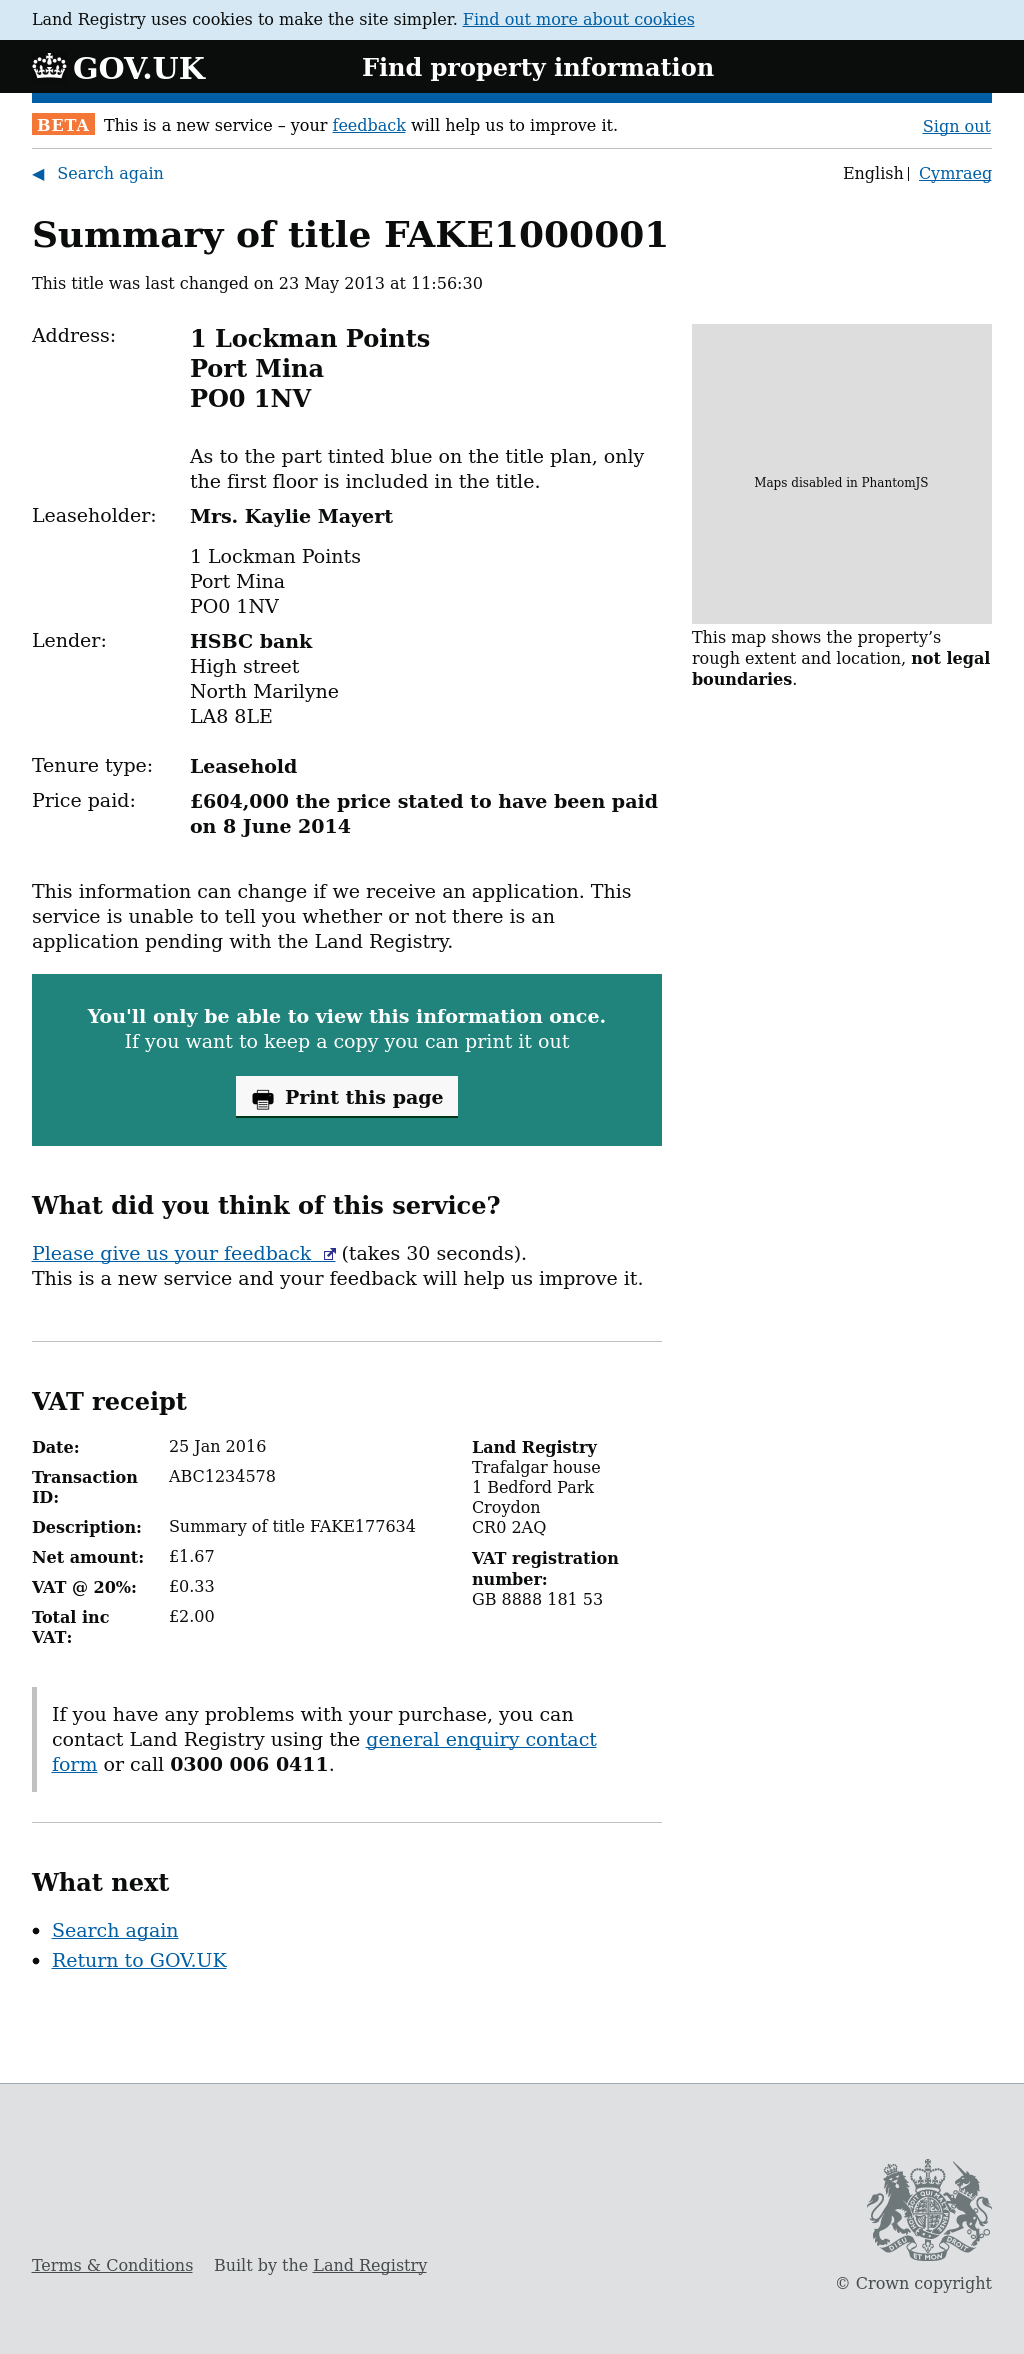 Land Registry uses cookies to make the site simpler. Find out more about cookies
GOV.UK
Find property information
BETA This is a new service – your feedback will help us to improve it.
Sign out
◀ Search again
English | Cymraeg
Summary of title FAKE1000001
This title was last changed on 23 May 2013 at 11:56:30
Address:
1 Lockman Points
Port Mina
PO0 1NV
As to the part tinted blue on the title plan, only
the first floor is included in the title.
Leaseholder:
Mrs. Kaylie Mayert
1 Lockman Points
Port Mina
PO0 1NV
Lender:
HSBC bank
High street
North Marilyne
LA8 8LE
Tenure type:
Leasehold
Price paid:
£604,000 the price stated to have been paid
on 8 June 2014
Maps disabled in PhantomJS
This map shows the property’s
rough extent and location, not legal
boundaries.
This information can change if we receive an application. This
service is unable to tell you whether or not there is an
application pending with the Land Registry.
You'll only be able to view this information once.
If you want to keep a copy you can print it out
Print this page
What did you think of this service?
Please give us your feedback (takes 30 seconds).
This is a new service and your feedback will help us improve it.
VAT receipt
Date: 25 Jan 2016
Transaction ABC1234578
ID:
Description: Summary of title FAKE177634
Net amount: £1.67
VAT @ 20%: £0.33
Total inc £2.00
VAT:
Land Registry
Trafalgar house
1 Bedford Park
Croydon
CR0 2AQ
VAT registration
number:
GB 8888 181 53
If you have any problems with your purchase, you can
contact Land Registry using the general enquiry contact
form or call 0300 006 0411.
What next
• Search again
• Return to GOV.UK
Terms & Conditions Built by the Land Registry
DIEU ET MON DROIT
© Crown copyright